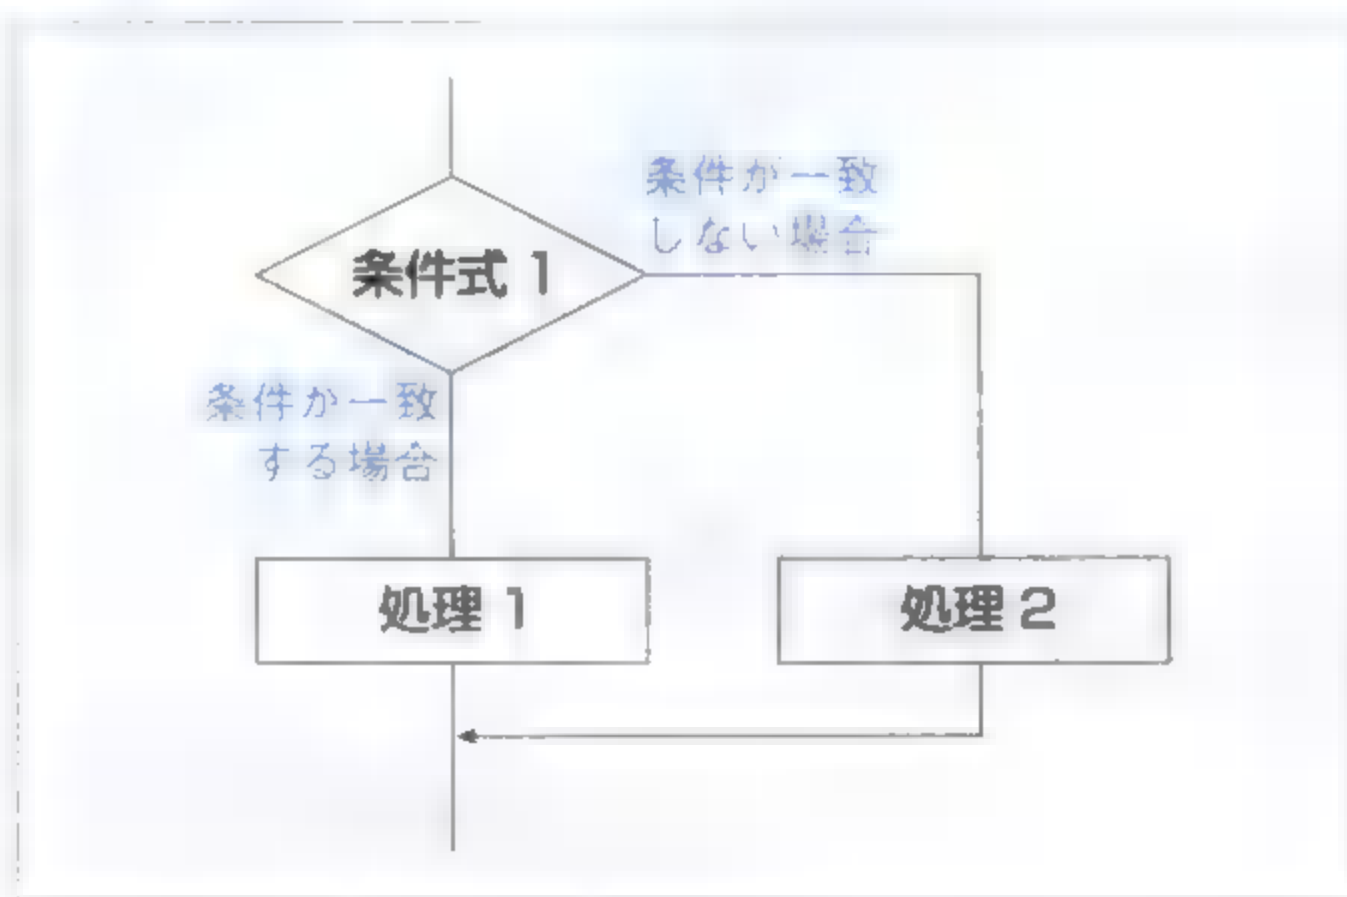 条件が一致
しない場合
条件式 1
条件が一致
する場合
処理 1
処理 2